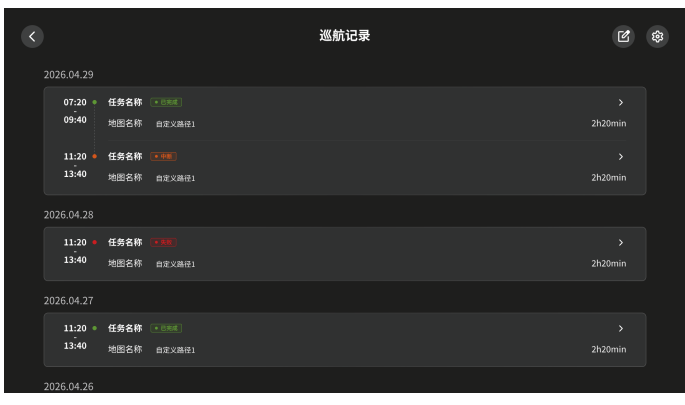 巡航记录
2026.04.29
07:20 任务名称 已完成
-
09:40 地图名称 自定义路径1 2h20min
11:20 任务名称 中断
-
13:40 地图名称 自定义路径1 2h20min
2026.04.28
11:20 任务名称
-
13:40 地图名称 自定义路径1 2h20min
2026.04.27
11:20 任务名称 已完成
-
13:40 地图名称 自定义路径1 2h20min
2026.04.26